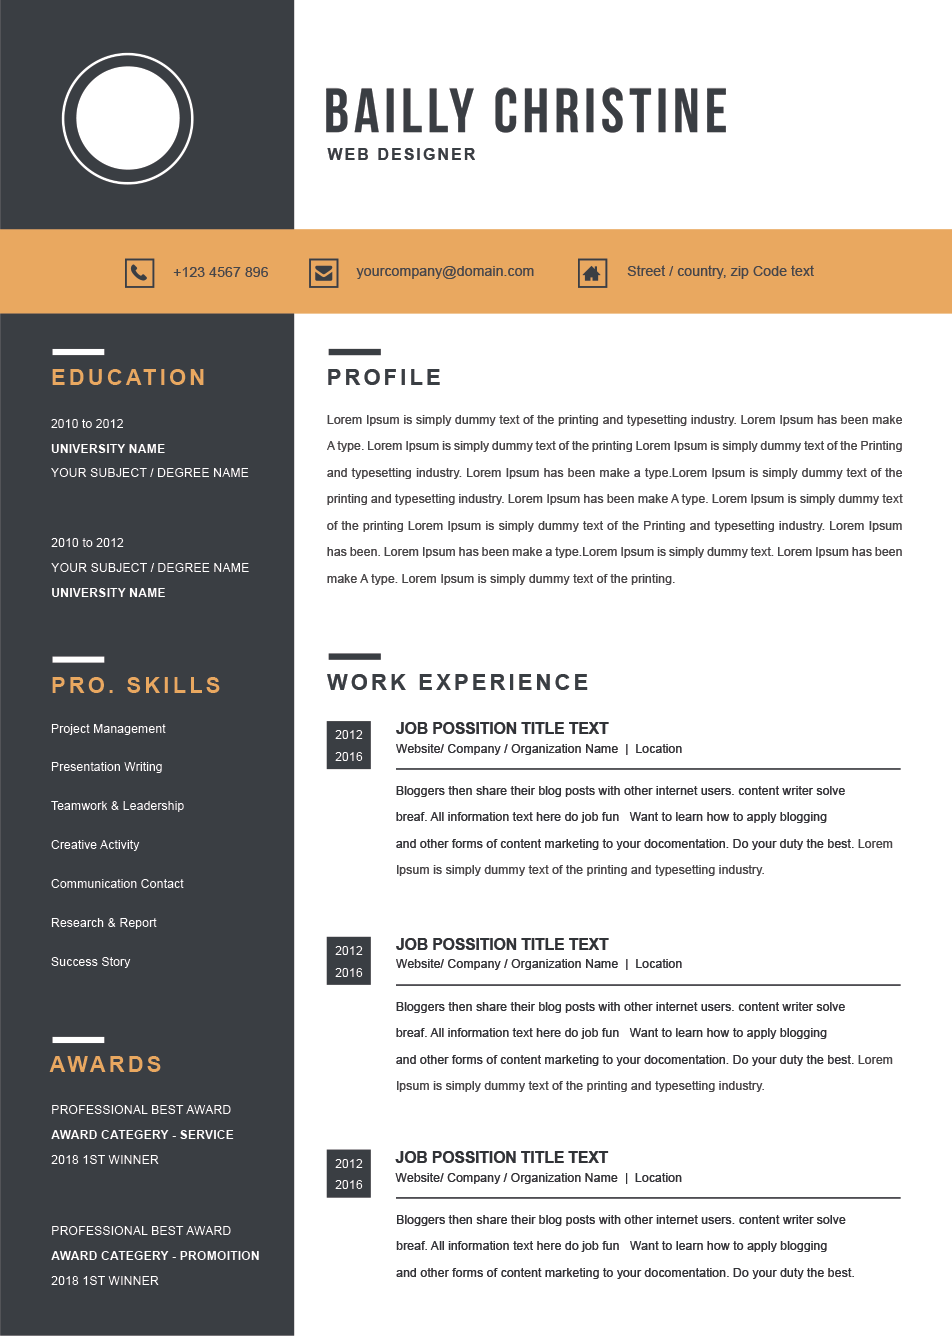 BAILLY CHRISTINE
WEB DESIGNER
+123 4567 896
yourcompany@domain.com
Street / country, zip Code text
EDUCATION
2010 to 2012
UNIVERSITY NAME
YOUR SUBJECT / DEGREE NAME
2010 to 2012
YOUR SUBJECT / DEGREE NAME
UNIVERSITY NAME
PRO. SKILLS
Project Management
Presentation Writing
Teamwork & Leadership
Creative Activity
Communication Contact
Research & Report
Success Story
AWARDS
PROFESSIONAL BEST AWARD
AWARD CATEGERY - SERVICE
2018 1ST WINNER
PROFESSIONAL BEST AWARD
AWARD CATEGERY - PROMOITION
2018 1ST WINNER
PROFILE
Lorem Ipsum is simply dummy text of the printing and typesetting industry. Lorem Ipsum has been make
A type. Lorem Ipsum is simply dummy text of the printing Lorem Ipsum is simply dummy text of the Printing
and typesetting industry. Lorem Ipsum has been make a type.Lorem Ipsum is simply dummy text of the
printing and typesetting industry. Lorem Ipsum has been make A type. Lorem Ipsum is simply dummy text
of the printing Lorem Ipsum is simply dummy text of the Printing and typesetting industry. Lorem Ipsum
has been. Lorem Ipsum has been make a type.Lorem Ipsum is simply dummy text. Lorem Ipsum has been
make A type. Lorem Ipsum is simply dummy text of the printing.
WORK EXPERIENCE
2012
2016
JOB POSSITION TITLE TEXT
Website/ Company / Organization Name | Location
Bloggers then share their blog posts with other internet users. content writer solve
breaf. All information text here do job fun Want to learn how to apply blogging
and other forms of content marketing to your docomentation. Do your duty the best. Lorem
Ipsum is simply dummy text of the printing and typesetting industry.
2012
2016
JOB POSSITION TITLE TEXT
Website/ Company / Organization Name | Location
Bloggers then share their blog posts with other internet users. content writer solve
breaf. All information text here do job fun Want to learn how to apply blogging
and other forms of content marketing to your docomentation. Do your duty the best. Lorem
Ipsum is simply dummy text of the printing and typesetting industry.
2012
2016
JOB POSSITION TITLE TEXT
Website/ Company / Organization Name | Location
Bloggers then share their blog posts with other internet users. content writer solve
breaf. All information text here do job fun Want to learn how to apply blogging
and other forms of content marketing to your docomentation. Do your duty the best.